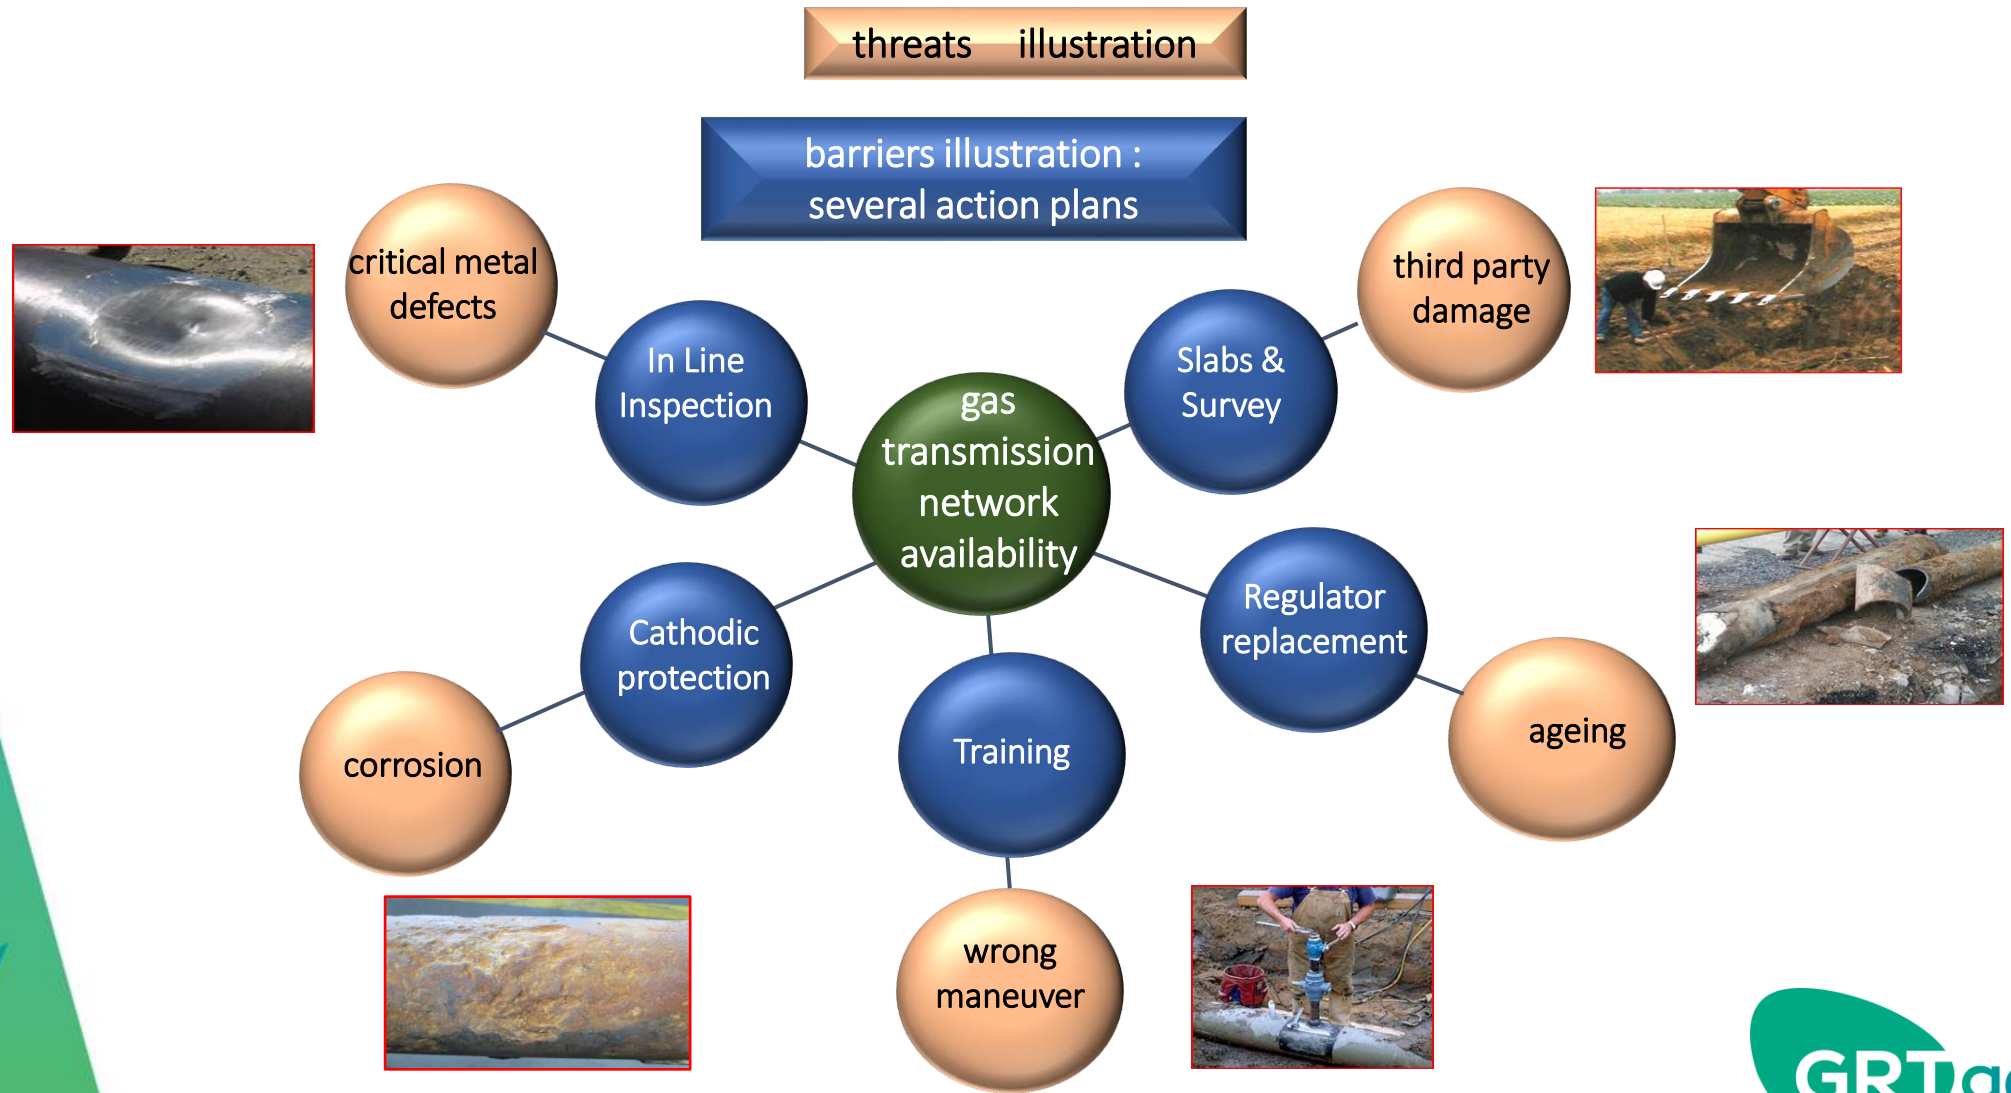 threats illustration
barriers illustration :
several action plans
critical metal
defects
In Line
Inspection
gas
transmission
network
availability
Slabs &
Survey
third party
damage
Cathodic
protection
corrosion
Training
wrong
maneuver
Regulator
replacement
ageing
GRT